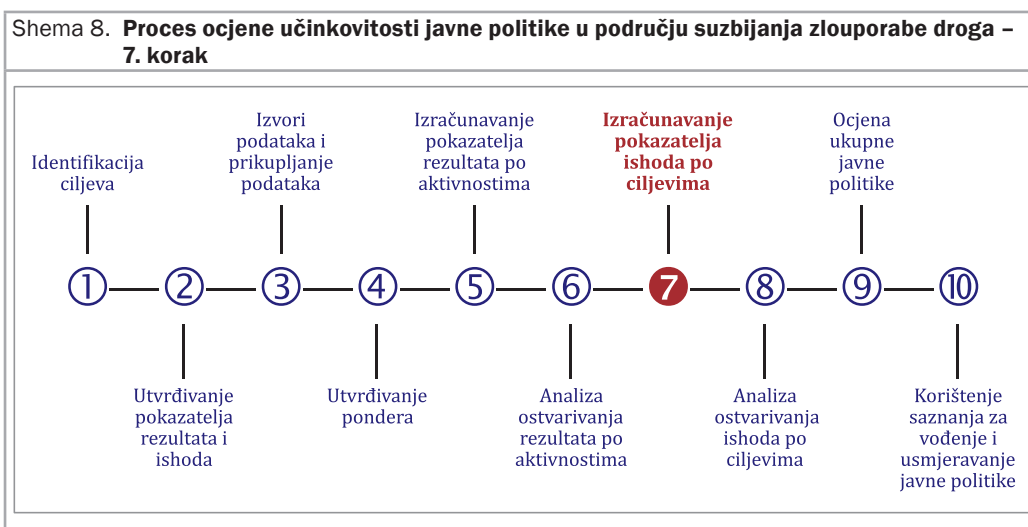 Shema 8. Proces ocjene učinkovitosti javne politike u području suzbijanja zlouporabe droga –
7. korak
Identifikacija
ciljeva
Izvori
podataka i
prikupljanje
podataka
Izračunavanje
pokazatelja
rezultata po
aktivnostima
Izračunavanje
pokazatelja
ishoda po
ciljevima
Ocjena
ukupne
javne
politike
1 2 3 4 5 6 7 8 9 10
Utvrđivanje
pokazatelja
rezultata i
ishoda
Utvrđivanje
pondera
Analiza
ostvarivanja
rezultata po
aktivnostima
Analiza
ostvarivanja
ishoda po
ciljevima
Korištenje
saznanja za
vođenje i
usmjeravanje
javne politike